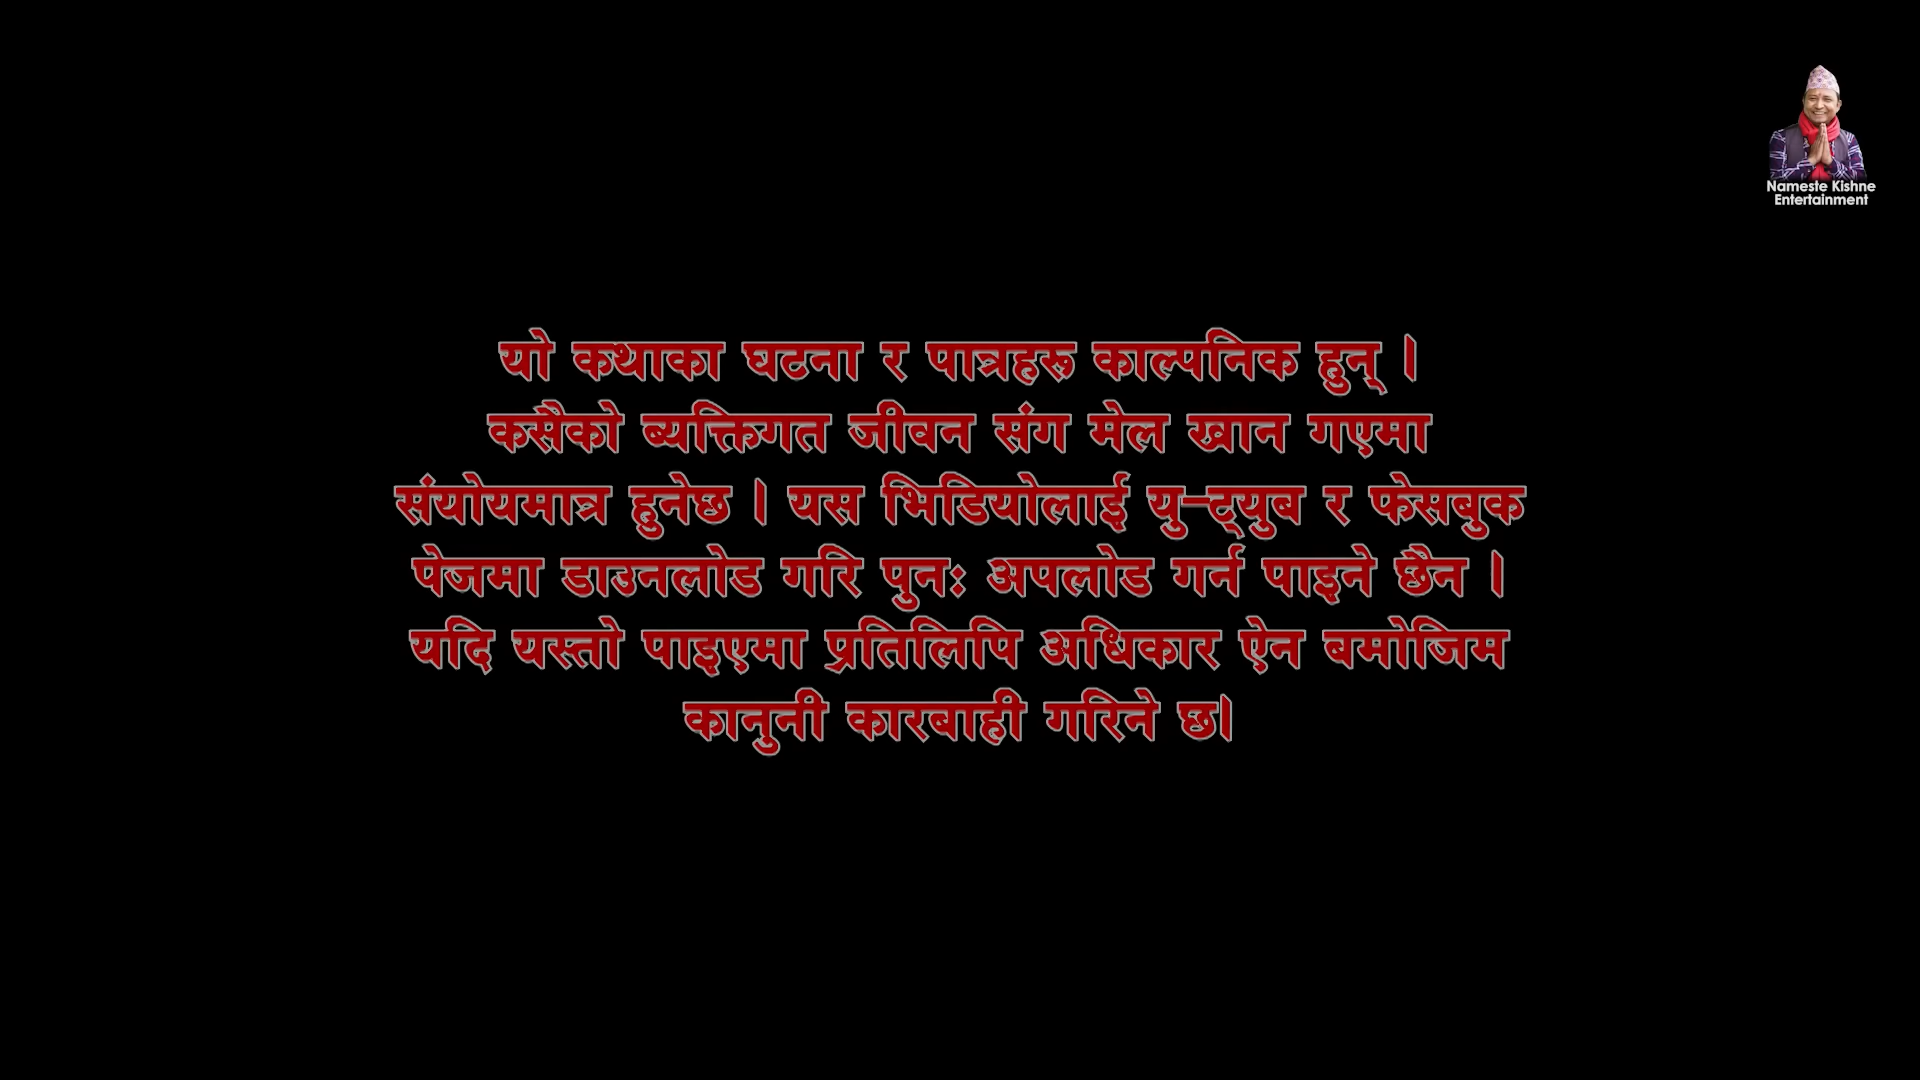 यो कथाका घटना र पात्रहरू काल्पनिक हुन् ।
कसैको ब्यक्तिगत जीवन संग मेल खान गएमा
संयोयमात्र हुनेछ । यस भिडियोलाई यु–ट्युब र फेसबुक
पेजमा डाउनलोड गरि पुनः अपलोड गर्न पाइने छैन ।
यदि यस्तो पाइएमा प्रतिलिपि अधिकार ऐन बमोजिम
कानुनी कारबाही गरिने छ।
Nameste Kishne
Entertainment